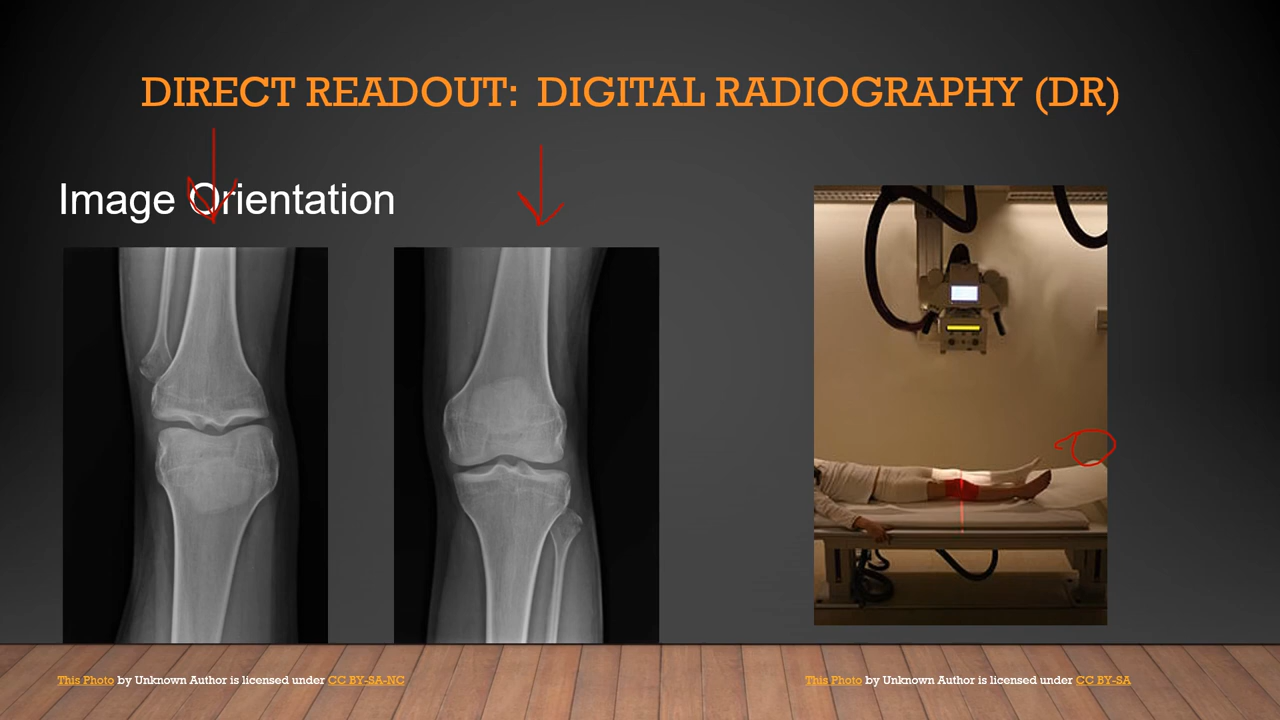 DIRECT READOUT: DIGITAL RADIOGRAPHY (DR)
Image Orientation
This Photo by Unknown Author is licensed under CC BY-SA-NC
This Photo by Unknown Author is licensed under CC BY-SA